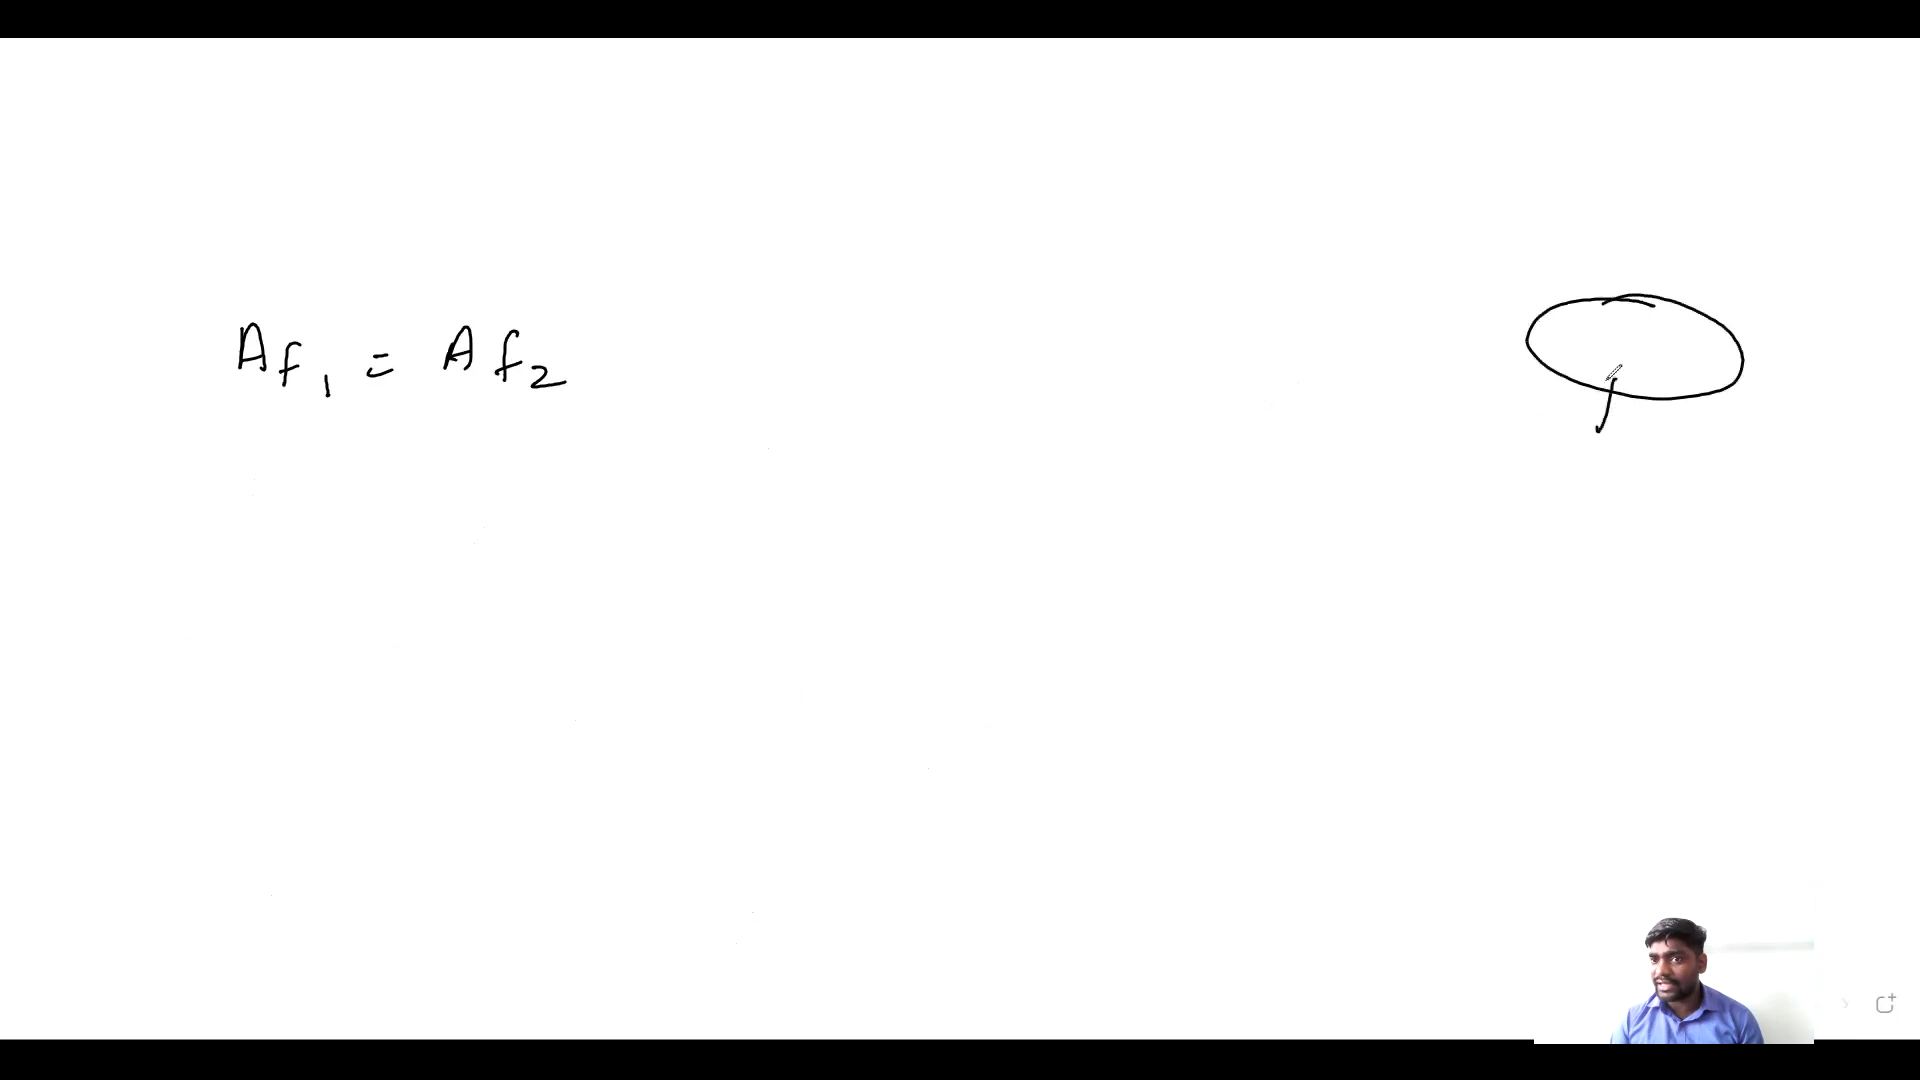 Af₁ = Af₂